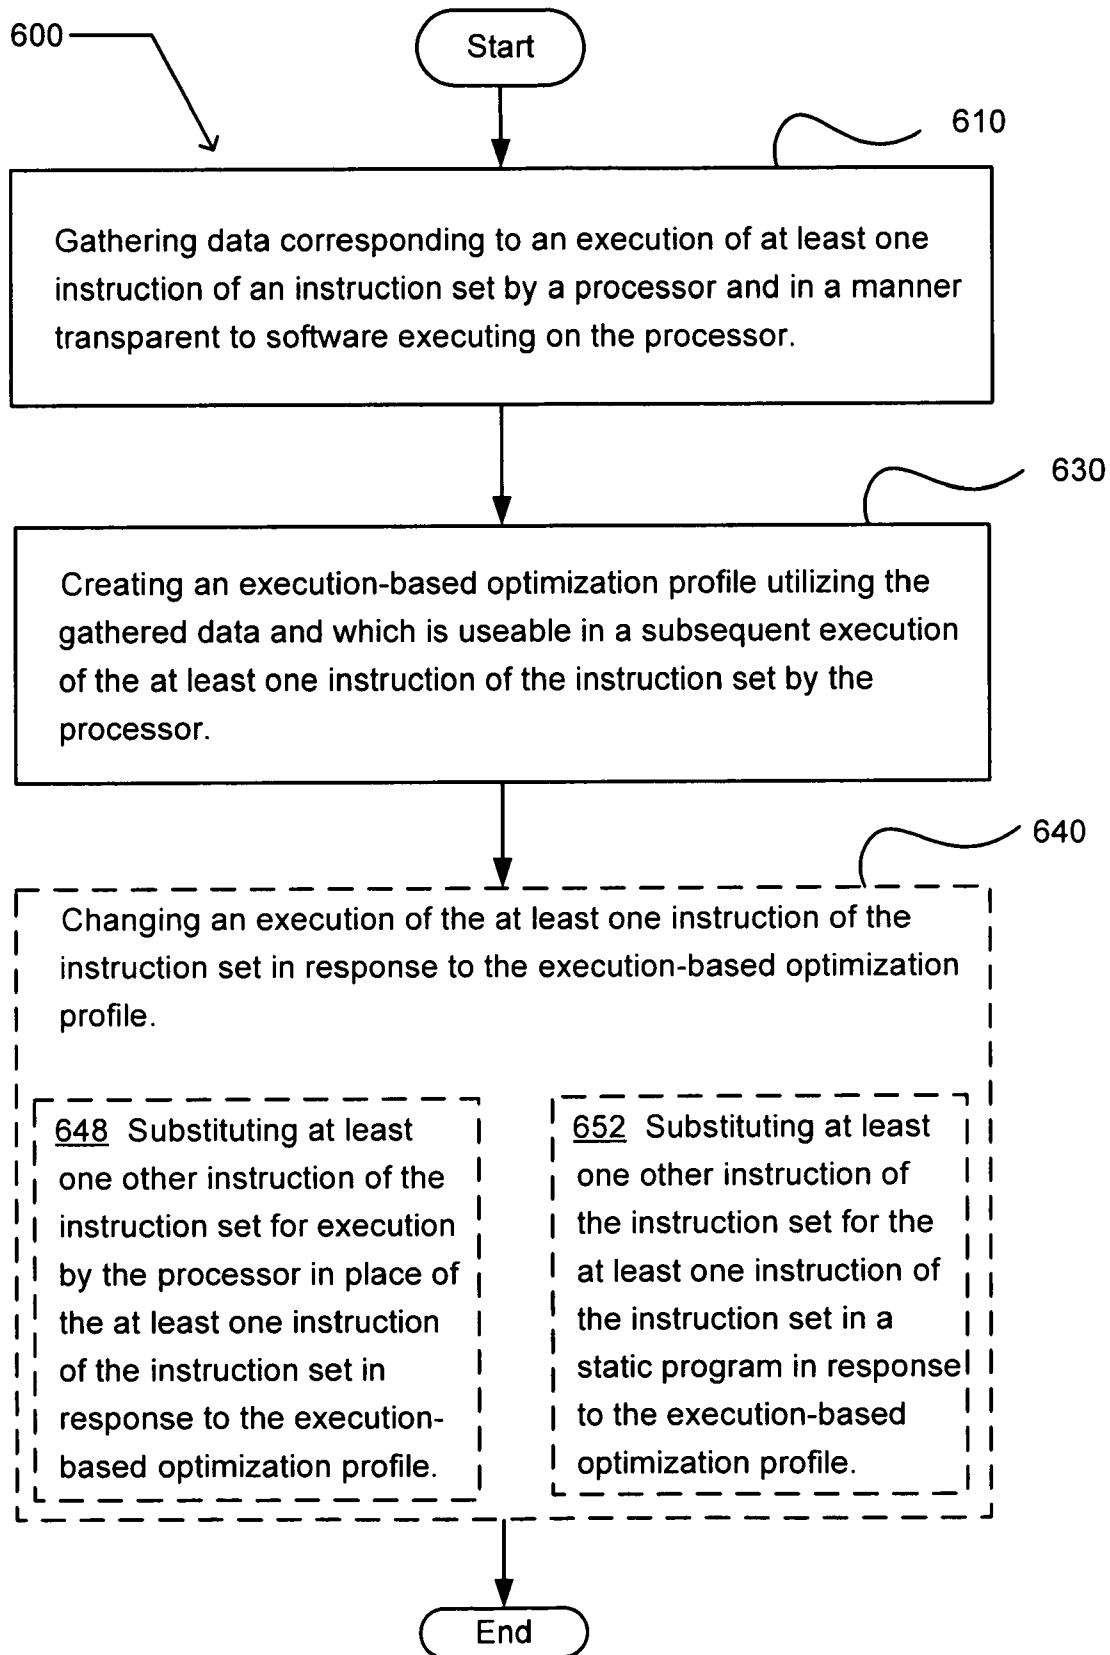 600
Start
610
Gathering data corresponding to an execution of at least one
instruction of an instruction set by a processor and in a manner
transparent to software executing on the processor.
630
Creating an execution-based optimization profile utilizing the
gathered data and which is useable in a subsequent execution
of the at least one instruction of the instruction set by the
processor.
640
Changing an execution of the at least one instruction of the
instruction set in response to the execution-based optimization
profile.
648 Substituting at least
one other instruction of the
instruction set for execution
by the processor in place of
the at least one instruction
of the instruction set in
response to the execution-
based optimization profile.
652 Substituting at least
one other instruction of
the instruction set for the
at least one instruction of
the instruction set in a
static program in response
to the execution-based
optimization profile.
End